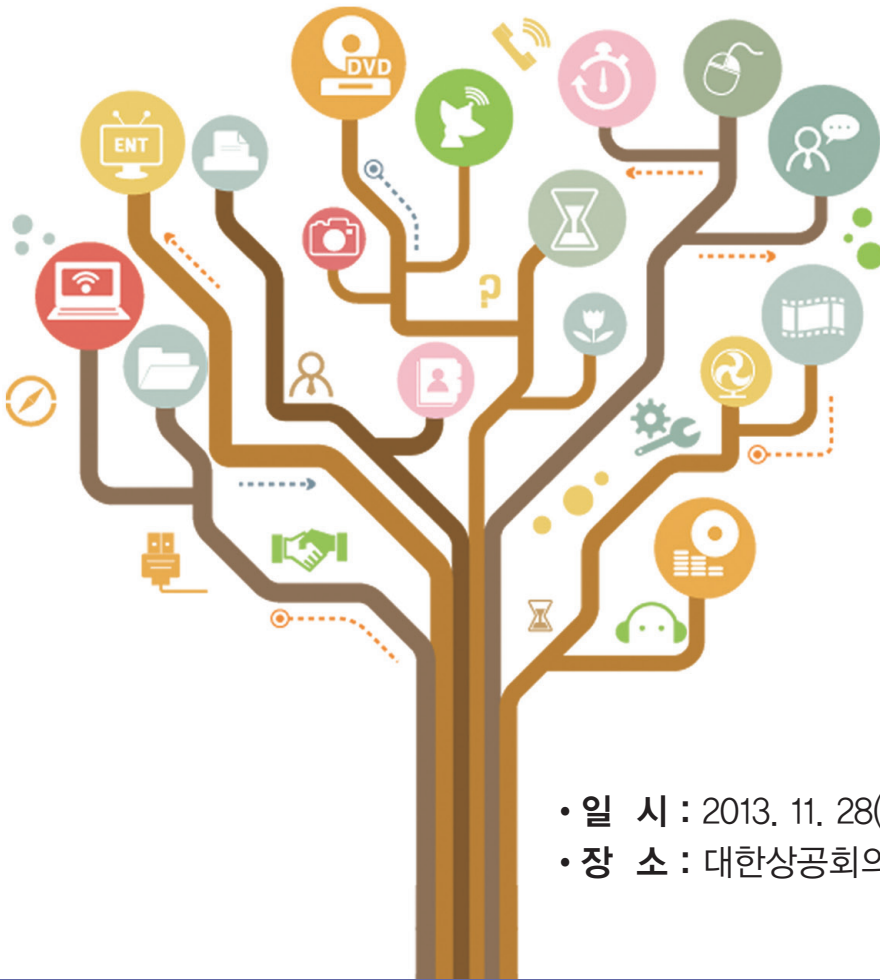 DVD
ENT
?
• 일 시 : 2013. 11. 28(
• 장 소 : 대한상공회의